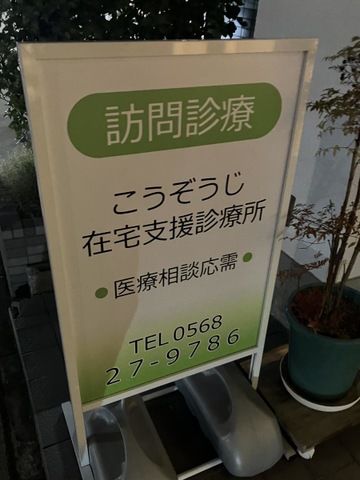 訪問診療
こうぞうじ
在宅支援診療所
●医療相談応需●
TEL 0568
27-9786